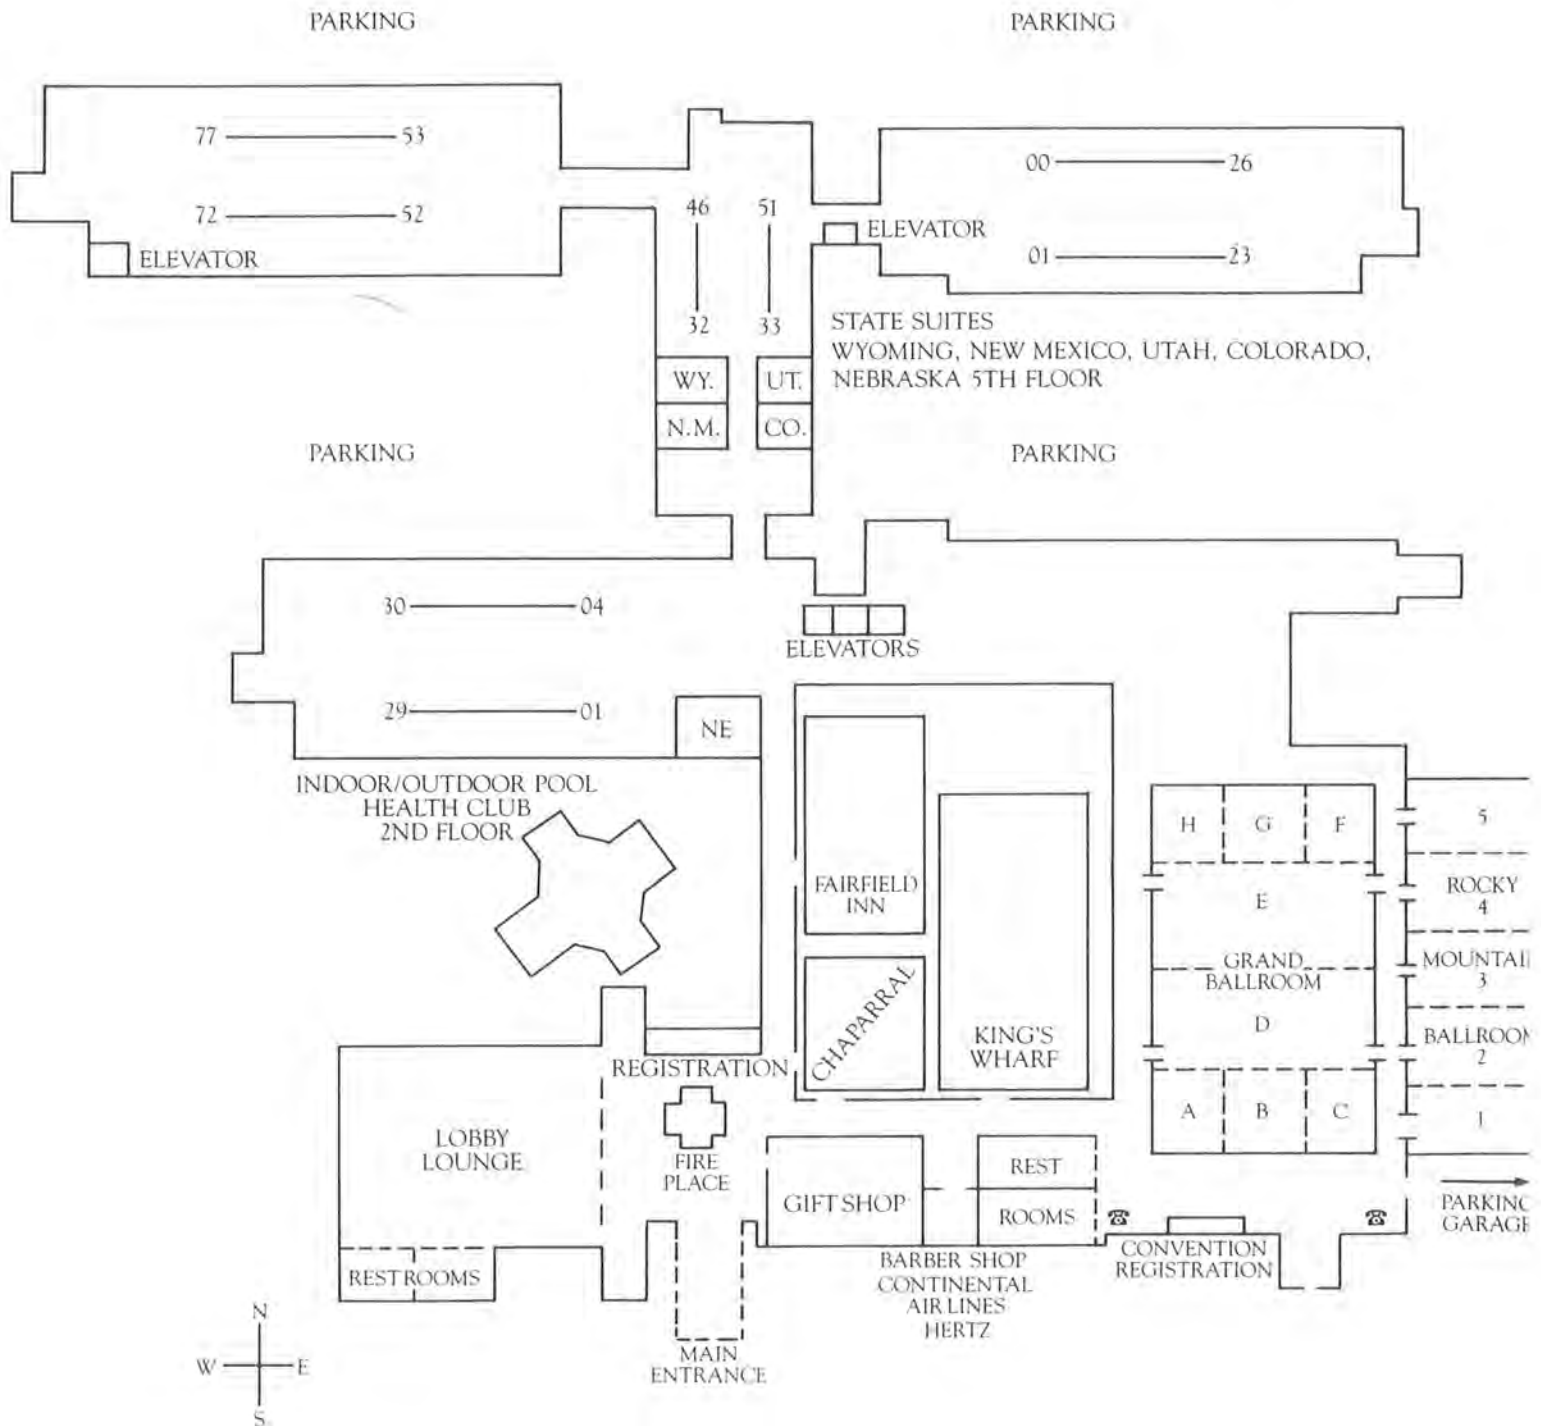 PARKING
PARKING
77 53
00 26
72 52
46 51
ELEVATOR
ELEVATOR
01 23
32 33
STATE SUITES
WYOMING, NEW MEXICO, UTAH, COLORADO,
NEBRASKA 5TH FLOOR
WY.
UT.
N.M.
CO.
PARKING
PARKING
30 04
ELEVATORS
29 01
NE
INDOOR/OUTDOOR POOL
HEALTH CLUB
2ND FLOOR
FAIRFIELD
INN
CHAPARRAL
KING'S
WHARF
H G F
E
GRAND
BALLROOM
D
A B C
5
ROCKY
4
MOUNTAI
3
BALLROOM
2
1
REGISTRATION
LOBBY
LOUNGE
FIRE
PLACE
GIFT SHOP
REST
ROOMS
PARKING
GARAGE
CONVENTION
REGISTRATION
RESTROOMS
BARBER SHOP
CONTINENTAL
AIR LINES
HERTZ
MAIN
ENTRANCE
N
W E
S